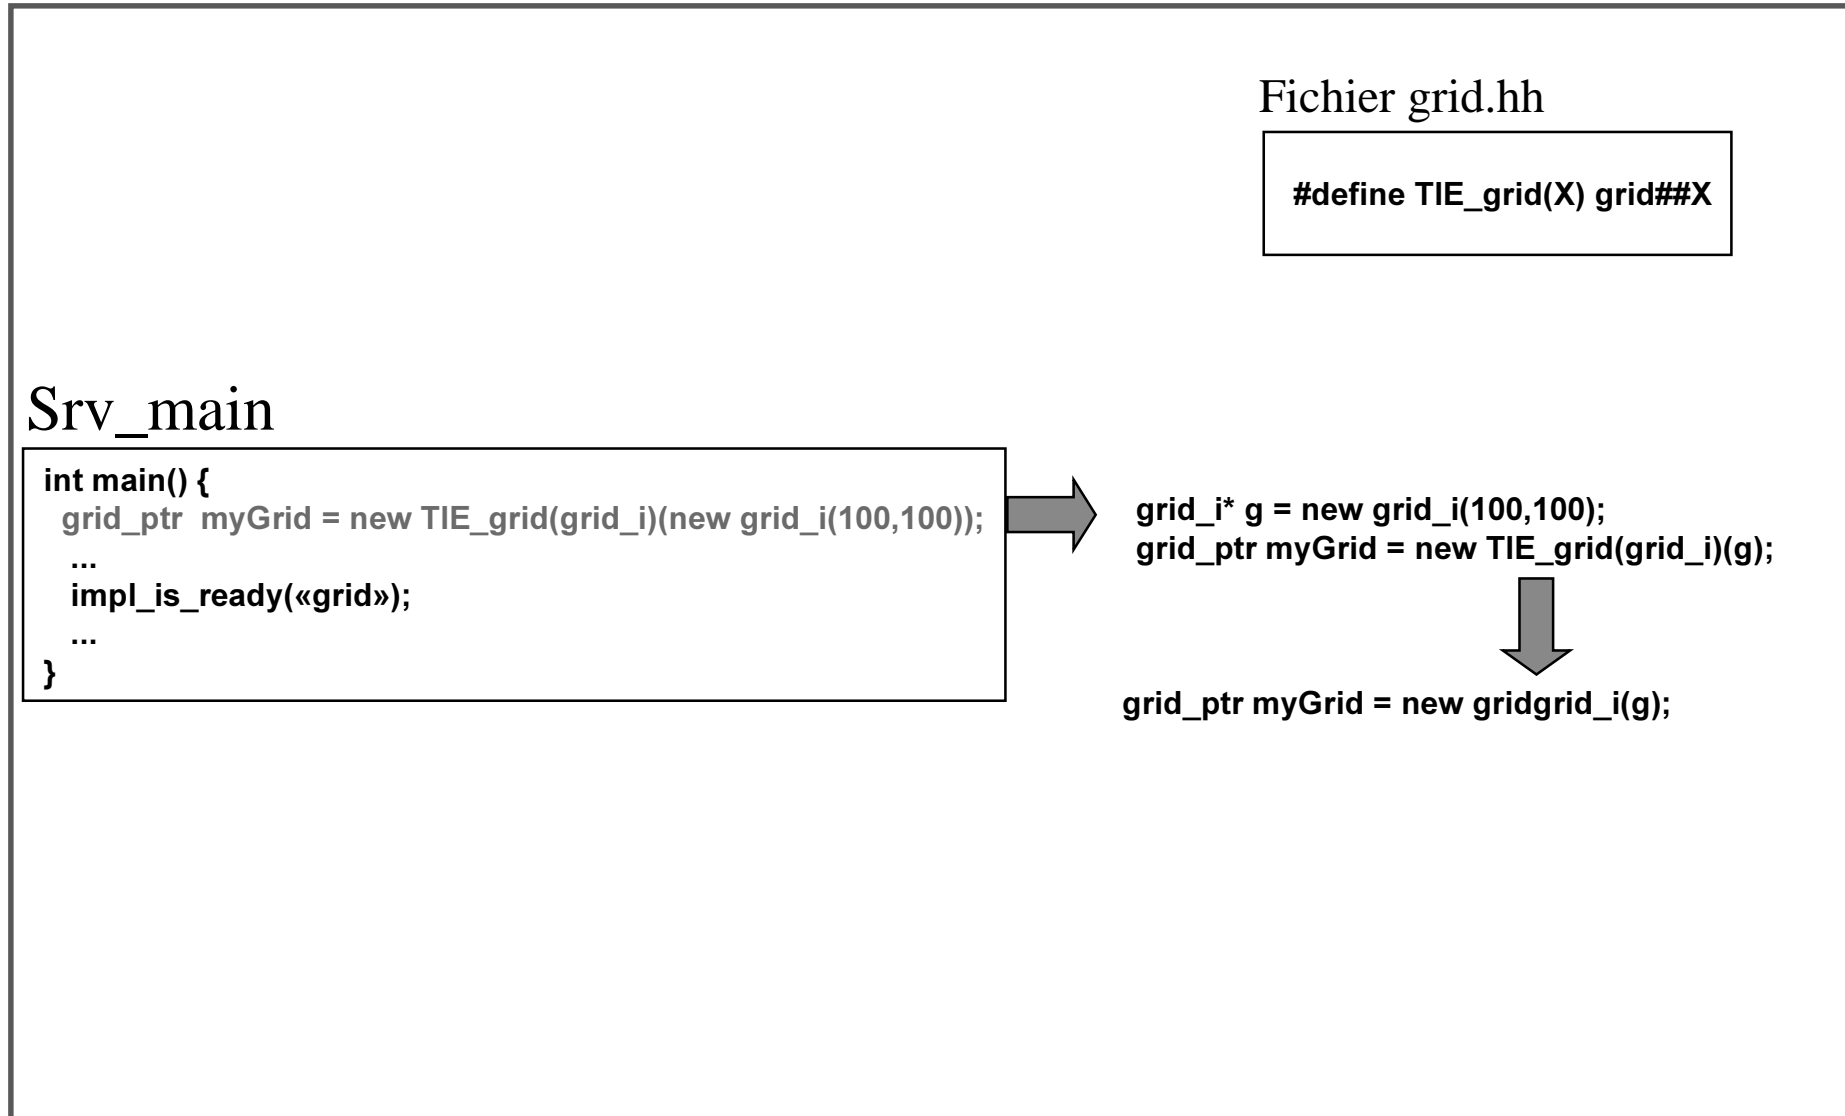 Fichier grid.hh
#define TIE_grid(X) grid##X
Srv_main
int main() {
grid_ptr  myGrid = new TIE_grid(grid_i)(new grid_i(100,100));
...
impl_is_ready(«grid»);
...
}
grid_i* g = new grid_i(100,100);
grid_ptr myGrid = new TIE_grid(grid_i)(g);
grid_ptr myGrid = new gridgrid_i(g);